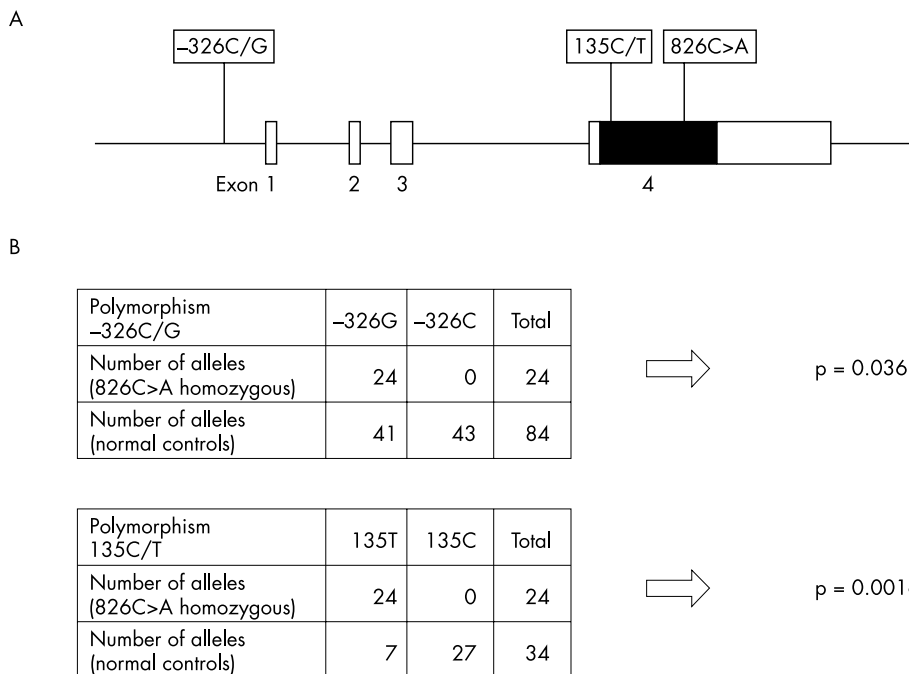 A
–326C/G
135C/T
826C>A
Exon 1
2
3
4
B
Polymorphism
–326C/G
–326G
–326C
Total
Number of alleles
(826C>A homozygous)
24
0
24
Number of alleles
(normal controls)
41
43
84
p = 0.036
Polymorphism
135C/T
135T
135C
Total
Number of alleles
(826C>A homozygous)
24
0
24
Number of alleles
(normal controls)
7
27
34
p = 0.001